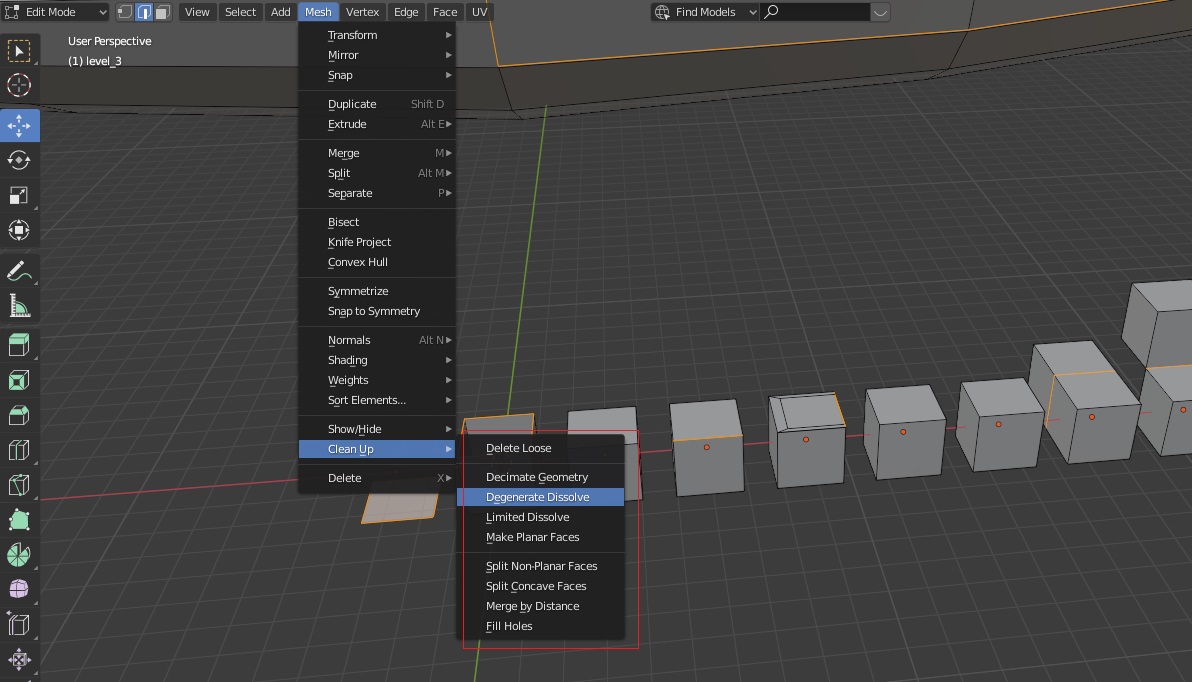 Edit Mode View Select Add Mesh Vertex Edge Face UV Find Models
User Perspective
(1) level_3
Transform
Mirror
Snap
Duplicate Shift D
Extrude Alt E
Merge M
Split Alt M
Separate P
Bisect
Knife Project
Convex Hull
Symmetrize
Snap to Symmetry
Normals Alt N
Shading
Weights
Sort Elements...
Show/Hide
Clean Up
Delete X
Delete Loose
Decimate Geometry
Degenerate Dissolve
Limited Dissolve
Make Planar Faces
Split Non-Planar Faces
Split Concave Faces
Merge by Distance
Fill Holes